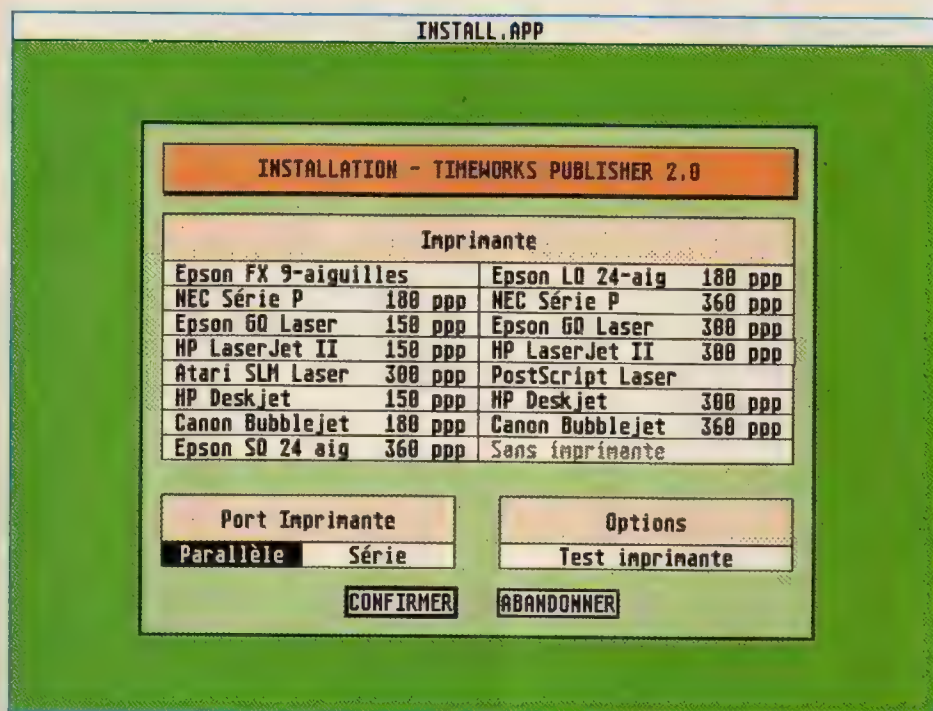 INSTALL.APP
INSTALLATION - TIMEWORKS PUBLISHER 2.0
Imprimante
Epson FX 9-aiguilles
Epson LQ 24-aig 180 ppp
NEC Série P 180 ppp
NEC Série P 360 ppp
Epson GQ Laser 150 ppp
Epson GQ Laser 300 ppp
HP LaserJet II 150 ppp
HP LaserJet II 300 ppp
Atari SLM Laser 300 ppp
PostScript Laser
HP Deskjet 150 ppp
HP Deskjet 300 ppp
Canon Bubblejet 180 ppp
Canon Bubblejet 360 ppp
Epson SQ 24 aig 360 ppp
Sans imprimante
Port Imprimante
Options
Parallèle Série
Test imprimante
CONFIRMER
ABANDONNER